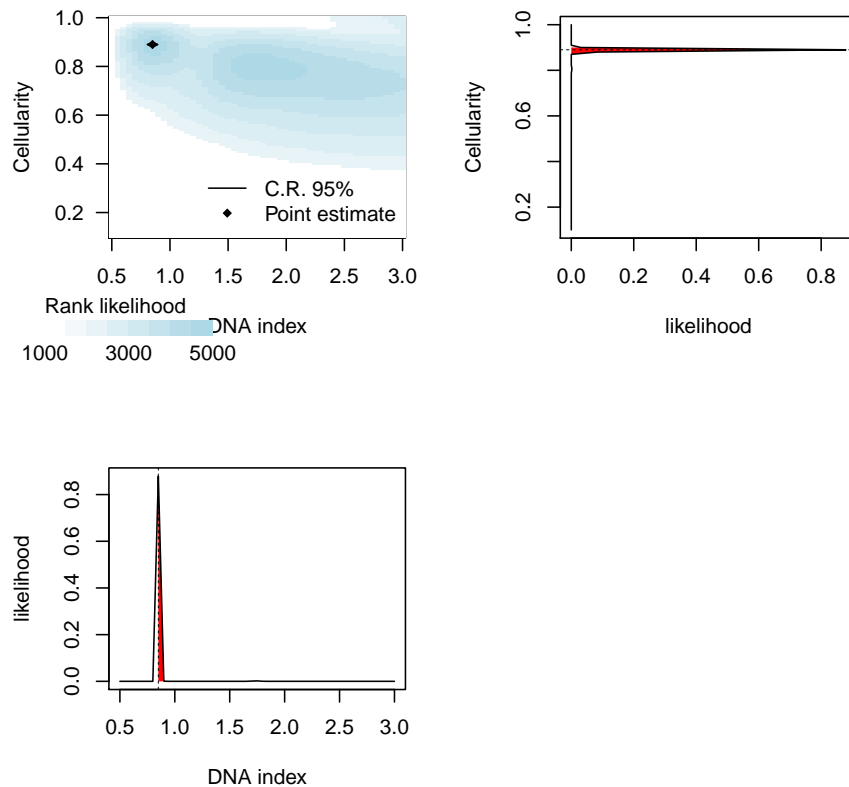 Cellularity
1.0
0.8
0.6
0.4
0.2
C.R. 95%
Point estimate
0.5 1.0 1.5 2.0 2.5 3.0
DNA index
Rank likelihood
1000 3000 5000
Cellularity
1.0
0.6
0.2
0.0 0.2 0.4 0.6 0.8
likelihood
likelihood
0.8
0.6
0.4
0.2
0.0
0.5 1.0 1.5 2.0 2.5 3.0
DNA index